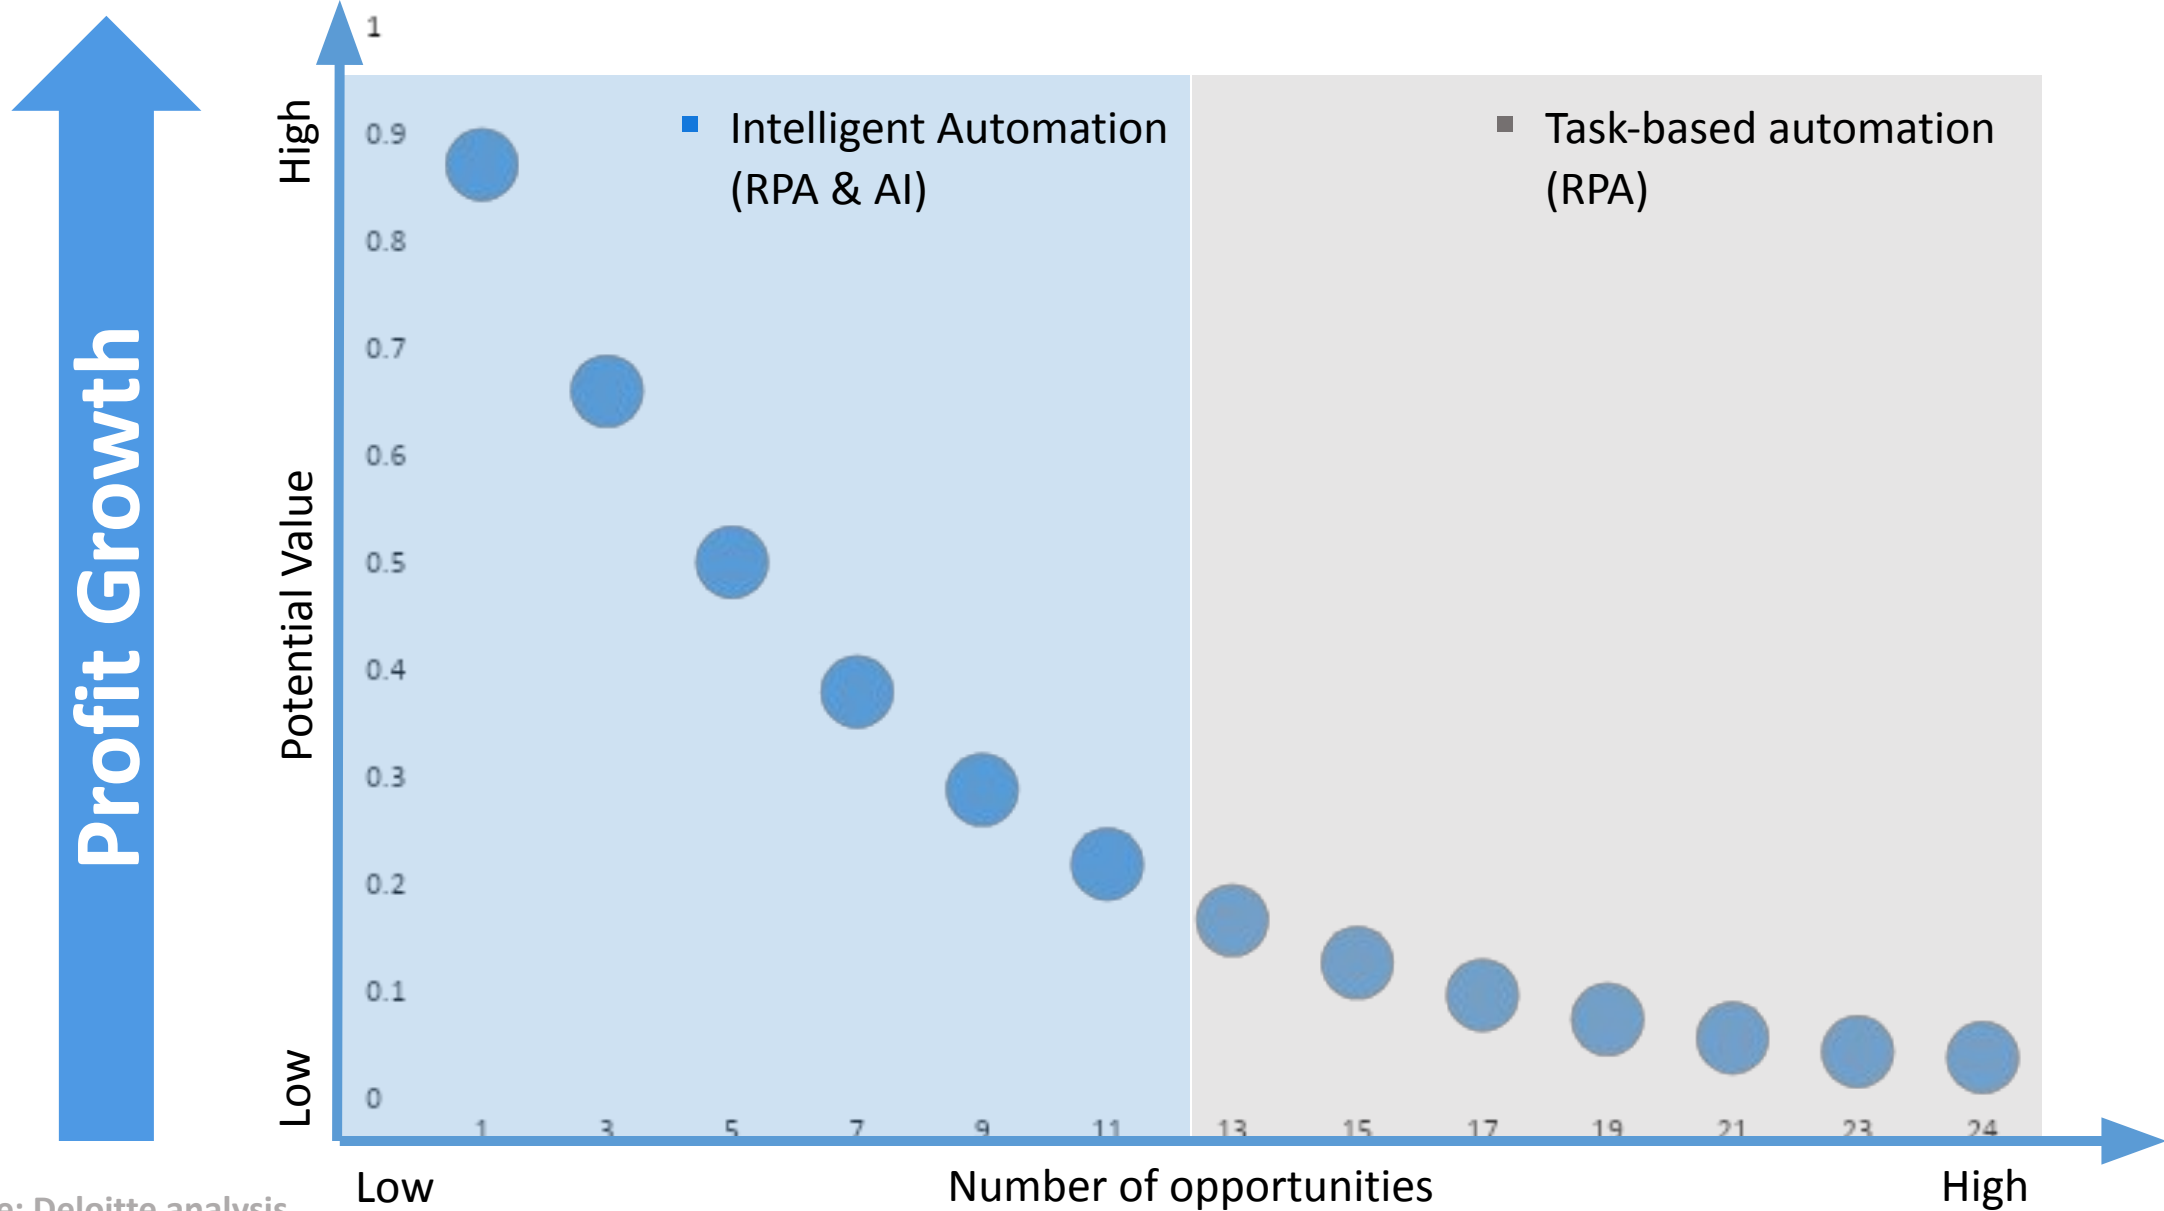 Profit Growth
High
Potential Value
Low
1
0.9
0.8
0.7
0.6
0.5
0.4
0.3
0.2
0.1
0
Intelligent Automation
(RPA & AI)
Task-based automation
(RPA)
1 3 5 7 9 11 13 15 17 19 21 23 24
Low Number of opportunities High
e: Deloitte analysis